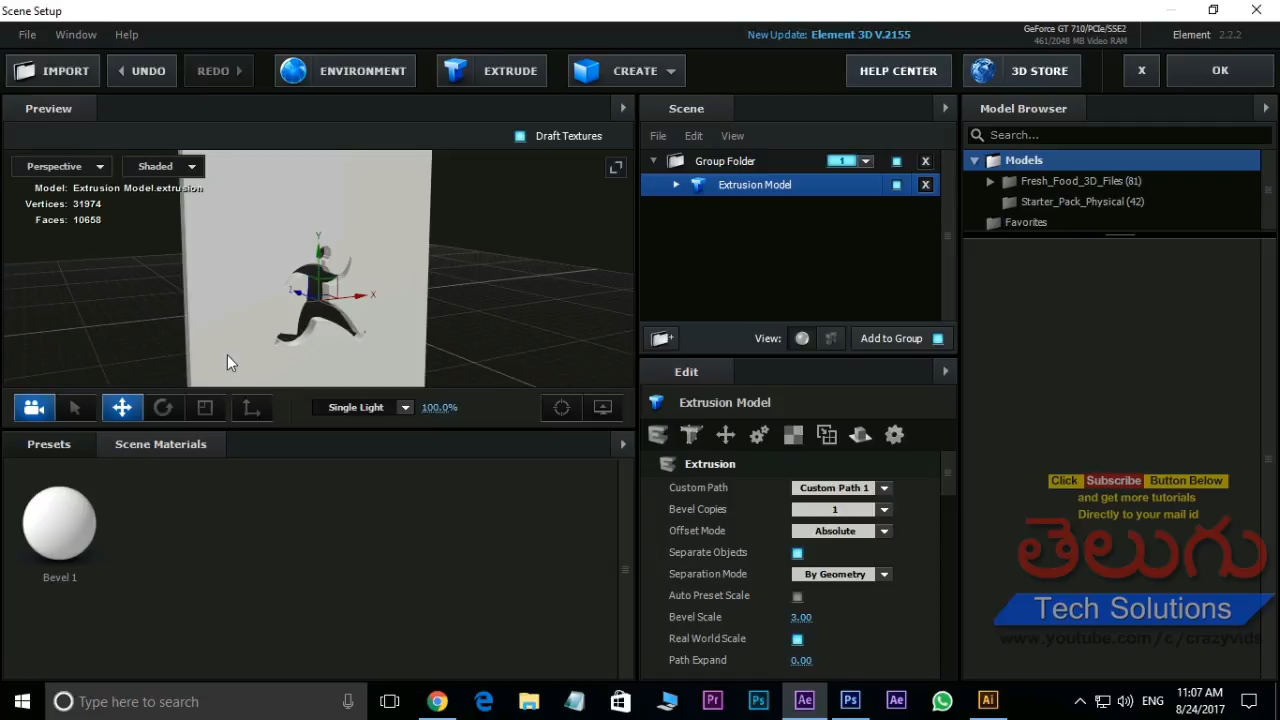 Scene Setup
File Window Help
New Update: Element 3D V.2155
GeForce GT 710/PCIe/SSE2
461/2048 MB Video RAM
Element 2.2.2
IMPORT UNDO REDO ENVIRONMENT EXTRUDE CREATE HELP CENTER 3D STORE X OK
Preview
Draft Textures
Perspective Shaded
Model: Extrusion Model.extrusion
Vertices: 31974
Faces: 10658
Y
X
Z
Single Light 100.0%
Presets Scene Materials
Bevel 1
Scene
File Edit View
Group Folder 1 X
Extrusion Model X
View: Add to Group
Edit
Extrusion Model
Extrusion
Custom Path Custom Path 1
Bevel Copies 1
Offset Mode Absolute
Separate Objects
Separation Mode By Geometry
Auto Preset Scale
Bevel Scale 3.00
Real World Scale
Path Expand 0.00
Model Browser
Search...
Models
Fresh_Food_3D_Files (81)
Starter_Pack_Physical (42)
Favorites
Click Subscribe Button Below
and get more tutorials
Directly to your mail id
తెలుగు
Tech Solutions
www.youtube.com/c/crazyvids
Type here to search
Pr Ps Ae Ps Ae Ai
ENG
11:07 AM
8/24/2017